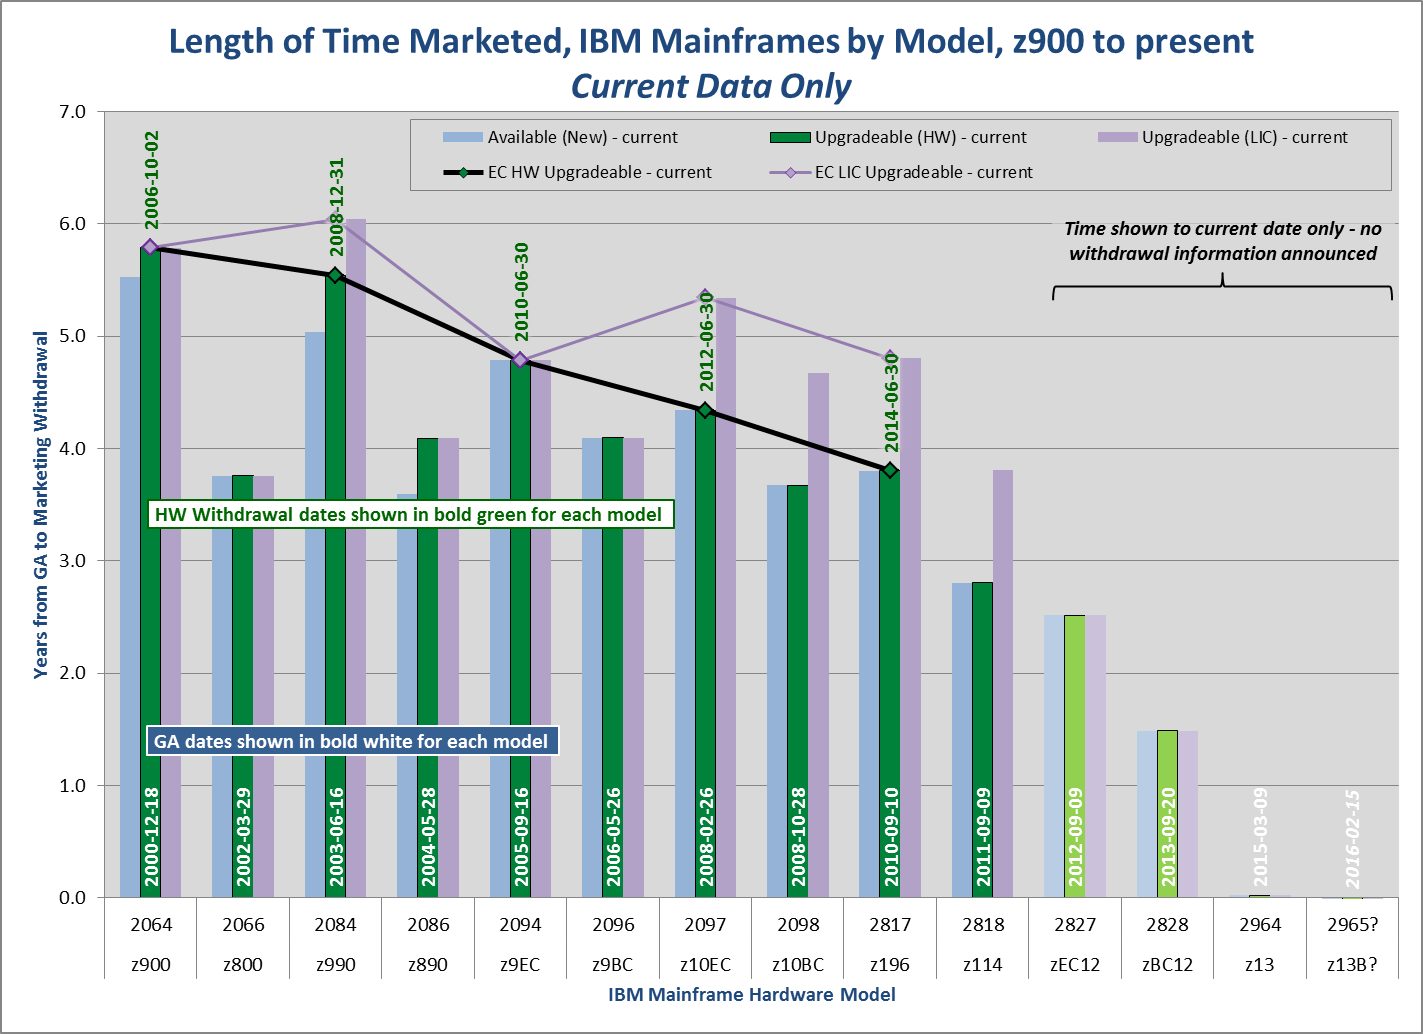 Length of Time Marketed, IBM Mainframes by Model, z900 to present
Current Data Only
Available (New) - current
Upgradeable (HW) - current
Upgradeable (LIC) - current
EC HW Upgradeable - current
EC LIC Upgradeable - current
Time shown to current date only - no
withdrawal information announced
Years from GA to Marketing Withdrawal
7.0
6.0
5.0
4.0
3.0
2.0
1.0
0.0
2006-10-02
2008-12-31
2010-06-30
2012-06-30
2014-06-30
HW Withdrawal dates shown in bold green for each model
GA dates shown in bold white for each model
2000-12-18
2002-03-29
2003-06-16
2004-05-28
2005-09-16
2006-05-26
2008-02-26
2008-10-28
2010-09-10
2011-09-09
2012-09-09
2013-09-20
2015-03-09
2016-02-15
2064 2066 2084 2086 2094 2096 2097 2098 2817 2818 2827 2828 2964 2965?
z900 z800 z990 z890 z9EC z9BC z10EC z10BC z196 z114 zEC12 zBC12 z13 z13B?
IBM Mainframe Hardware Model